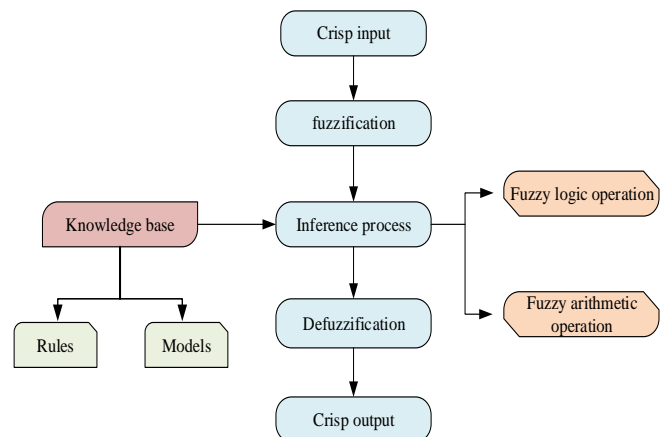 Crisp input
fuzzification
Fuzzy logic operation
Knowledge base
Inference process
Fuzzy arithmetic
operation
Rules
Models
Defuzzification
Crisp output